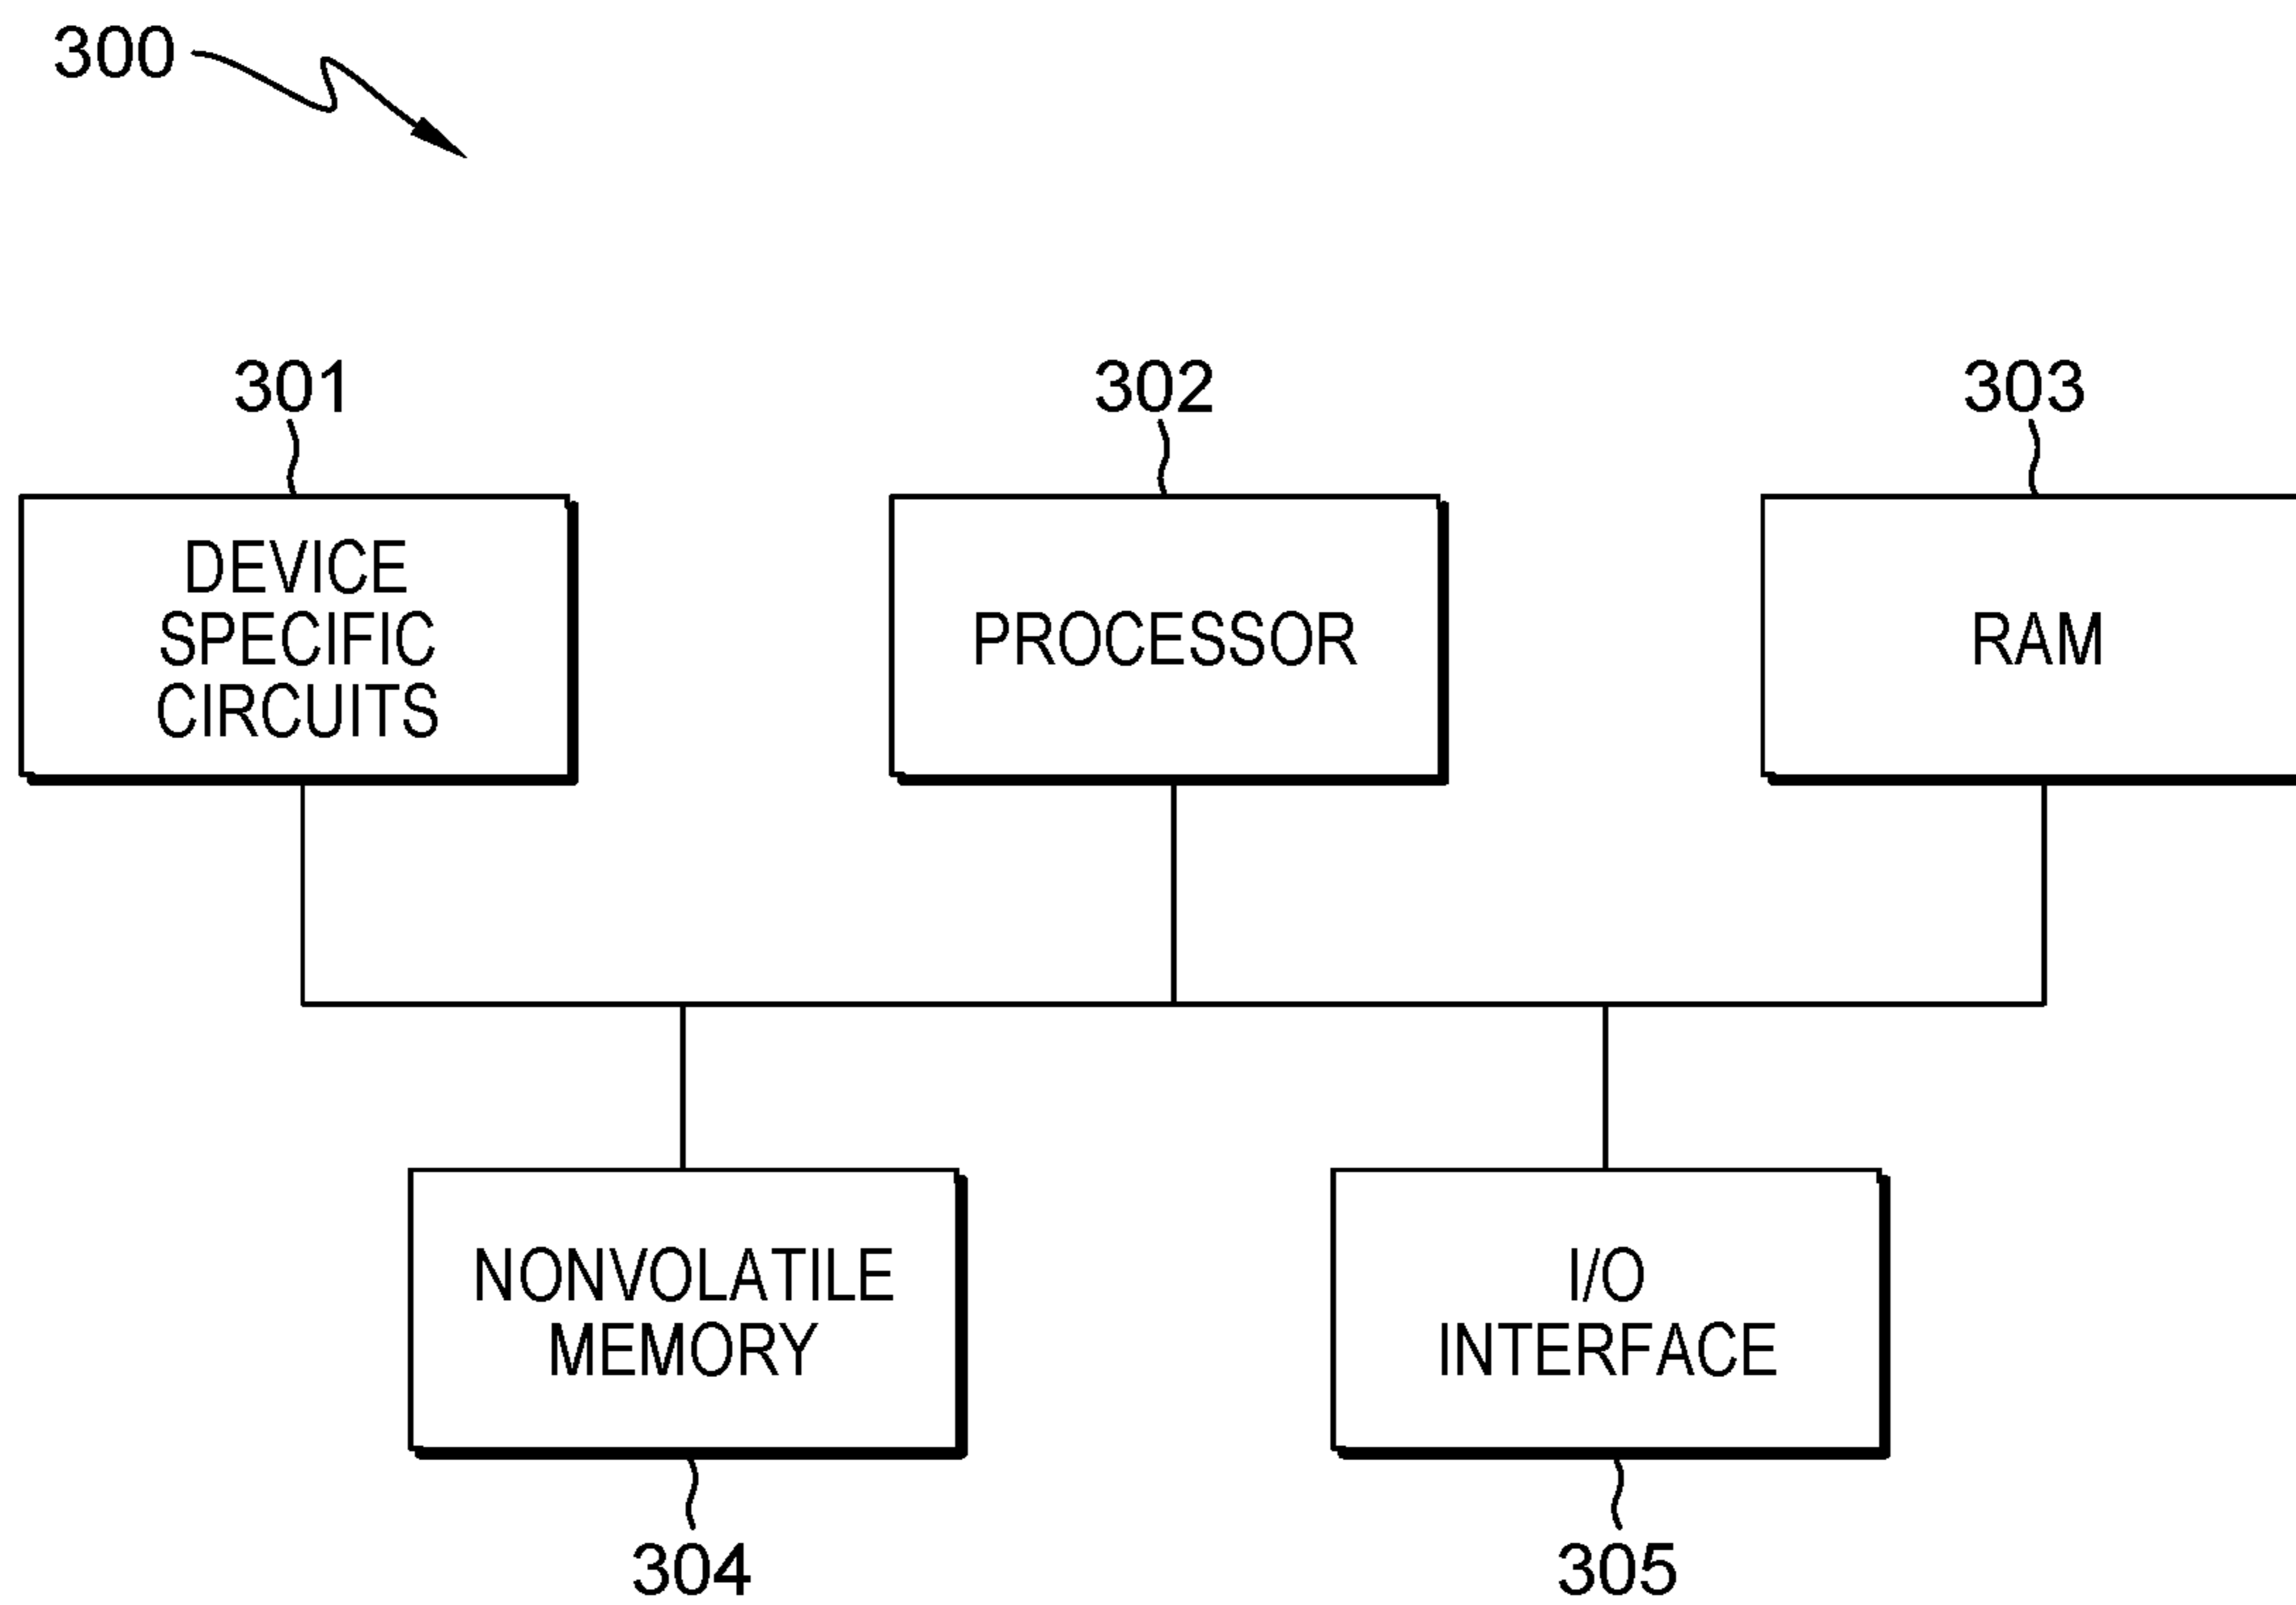 300
301
302
303
DEVICE
SPECIFIC
CIRCUITS
PROCESSOR
RAM
NONVOLATILE
MEMORY
I/O
INTERFACE
304
305